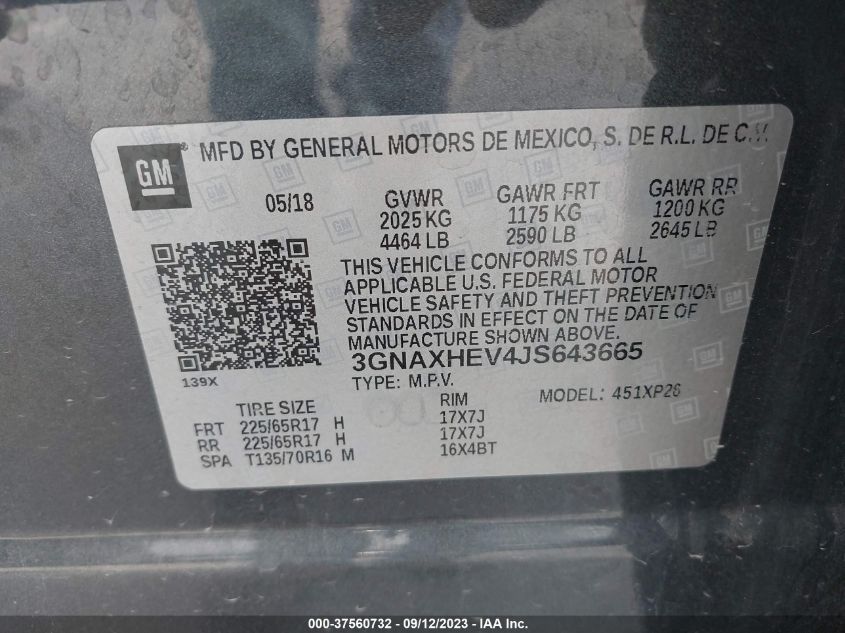 GM ® MFD BY GENERAL MOTORS DE MEXICO, S. DE R.L. DE C.V.
05/18 GVWR GAWR FRT GAWR RR
2025 KG 1175 KG 1200 KG
4464 LB 2590 LB 2645 LB
THIS VEHICLE CONFORMS TO ALL
APPLICABLE U.S. FEDERAL MOTOR
VEHICLE SAFETY AND THEFT PREVENTION
STANDARDS IN EFFECT ON THE DATE OF
MANUFACTURE SHOWN ABOVE.
3GNAXHEV4JS643665
139X TYPE: M.P.V. MODEL: 451XP26
TIRE SIZE RIM
FRT 225/65R17 H 17X7J
RR 225/65R17 H 17X7J
SPA T135/70R16 M 16X4BT
000-37560732 - 09/12/2023 - IAA Inc.